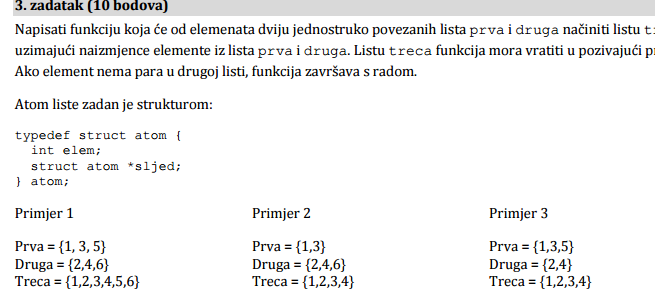 3. zadatak (10 bodova)
Napisati funkciju koja će od elemenata dviju jednostruko povezanih lista prva i druga načiniti listu
uzimajući naizmjence elemente iz lista prva i druga. Listu treca funkcija mora vratiti u pozivajući
Ako element nema para u drugoj listi, funkcija završava s radom.
Atom liste zadan je strukturom:
typedef struct atom {
int elem;
struct atom *sljed;
} atom;
Primjer 1 Primjer 2 Primjer 3
Prva = {1, 3, 5} Prva = {1,3} Prva = {1,3,5}
Druga = {2,4,6} Druga = {2,4,6} Druga = {2,4}
Treca = {1,2,3,4,5,6} Treca = {1,2,3,4} Treca = {1,2,3,4}